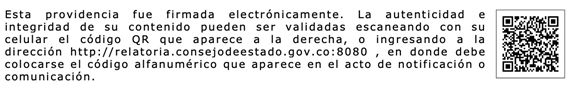 Esta providencia fue firmada electrónicamente. La autenticidad e
integridad de su contenido pueden ser validadas escaneando con su
celular el código QR que aparece a la derecha, o ingresando a la
dirección http://relatoria.consejodeestado.gov.co:8080 , en donde debe
colocarse el código alfanumérico que aparece en el acto de notificación o
comunicación.